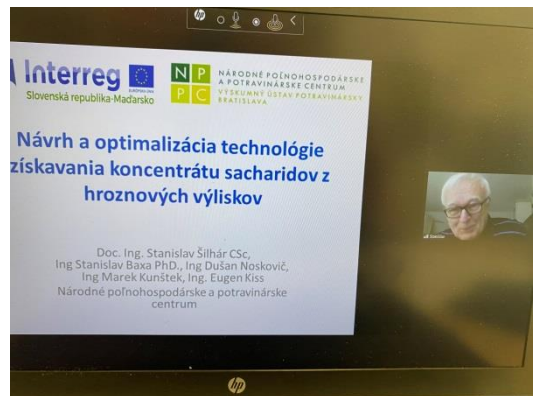 Interreg
Slovenská republika-Maďarsko
N P
P C
NÁRODNÉ POĽNOHOSPODÁRSKE
A POTRAVINÁRSKE CENTRUM
VÝSKUMNÝ ÚSTAV POTRAVINÁRSKY
BRATISLAVA
Návrh a optimalizácia technológie
získavania koncentrátu sacharidov z
hroznových výliskov
Doc. Ing. Stanislav Šilhár CSc,
Ing Stanislav Baxa PhD., Ing Dušan Noskovič,
Ing Marek Kunštek, Ing. Eugen Kiss
Národné poľnohospodárske a potravinárske
centrum
hp